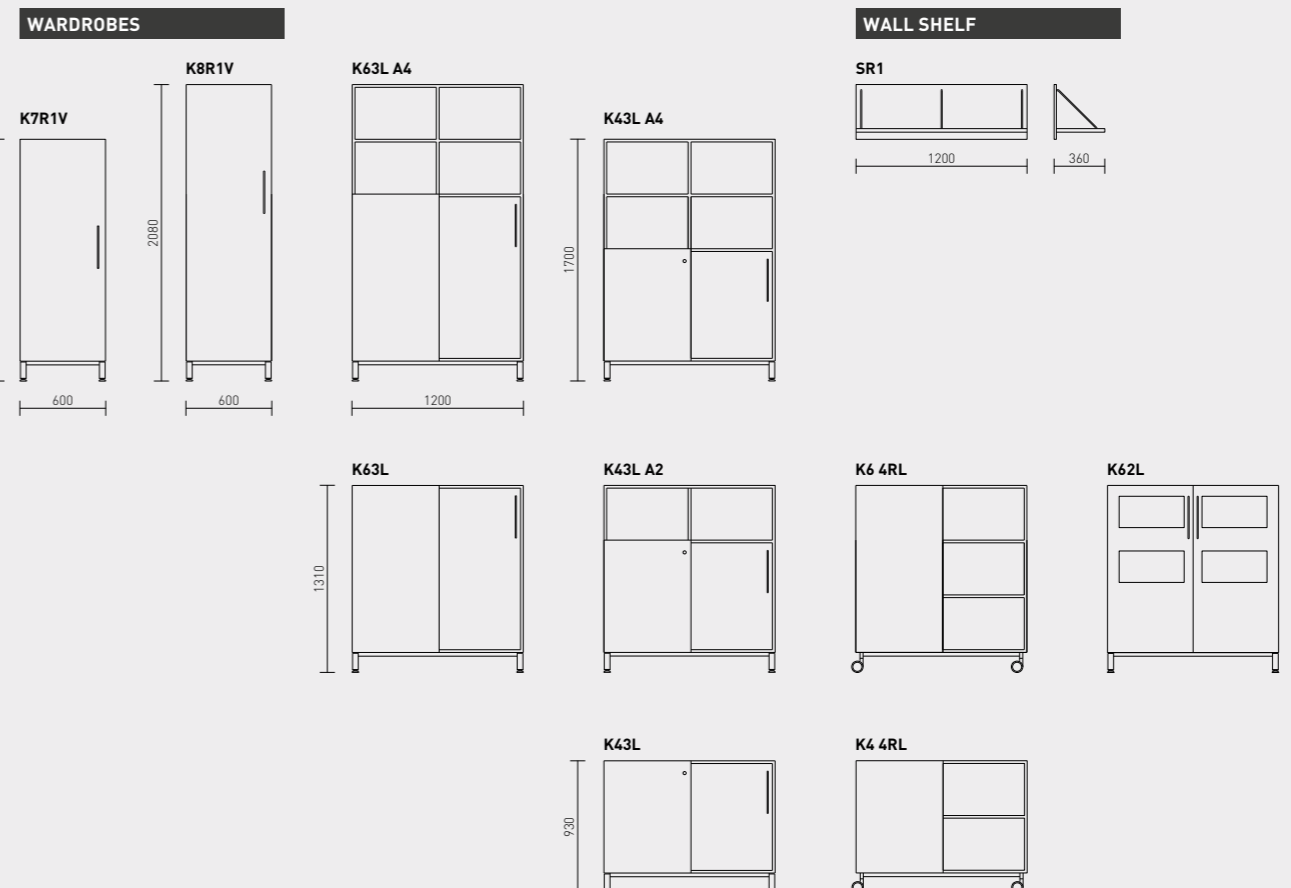 WARDROBES
WALL SHELF
K8R1V
K63L A4
SR1
K7R1V
K43L A4
1200
360
2080
1700
600
600
1200
K63L
K43L A2
K6 4RL
K62L
1310
K43L
K4 4RL
930